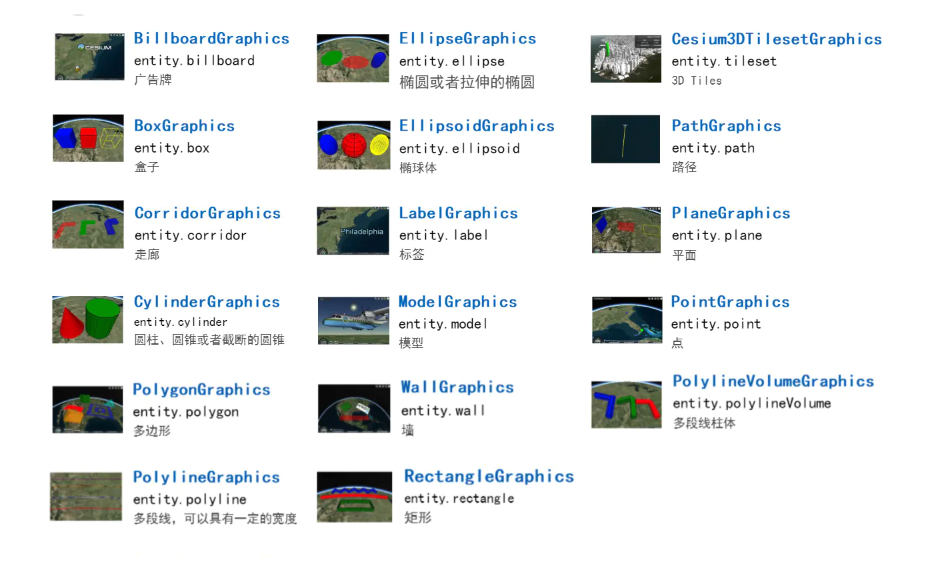 BillboardGraphics
entity.billboard
广告牌
CESIUM
EllipseGraphics
entity.ellipse
椭圆或者拉伸的椭圆
Cesium3DTilesetGraphics
entity.tileset
3D Tiles
BoxGraphics
entity.box
盒子
EllipsoidGraphics
entity.ellipsoid
椭球体
PathGraphics
entity.path
路径
CorridorGraphics
entity.corridor
走廊
LabelGraphics
entity.label
标签
Philadelphia
PlaneGraphics
entity.plane
平面
CylinderGraphics
entity.cylinder
圆柱、圆锥或者截断的圆锥
ModelGraphics
entity.model
模型
PointGraphics
entity.point
点
PolygonGraphics
entity.polygon
多边形
WallGraphics
entity.wall
墙
PolylineVolumeGraphics
entity.polylineVolume
多段线柱体
PolylineGraphics
entity.polyline
多段线，可以具有一定的宽度
RectangleGraphics
entity.rectangle
矩形